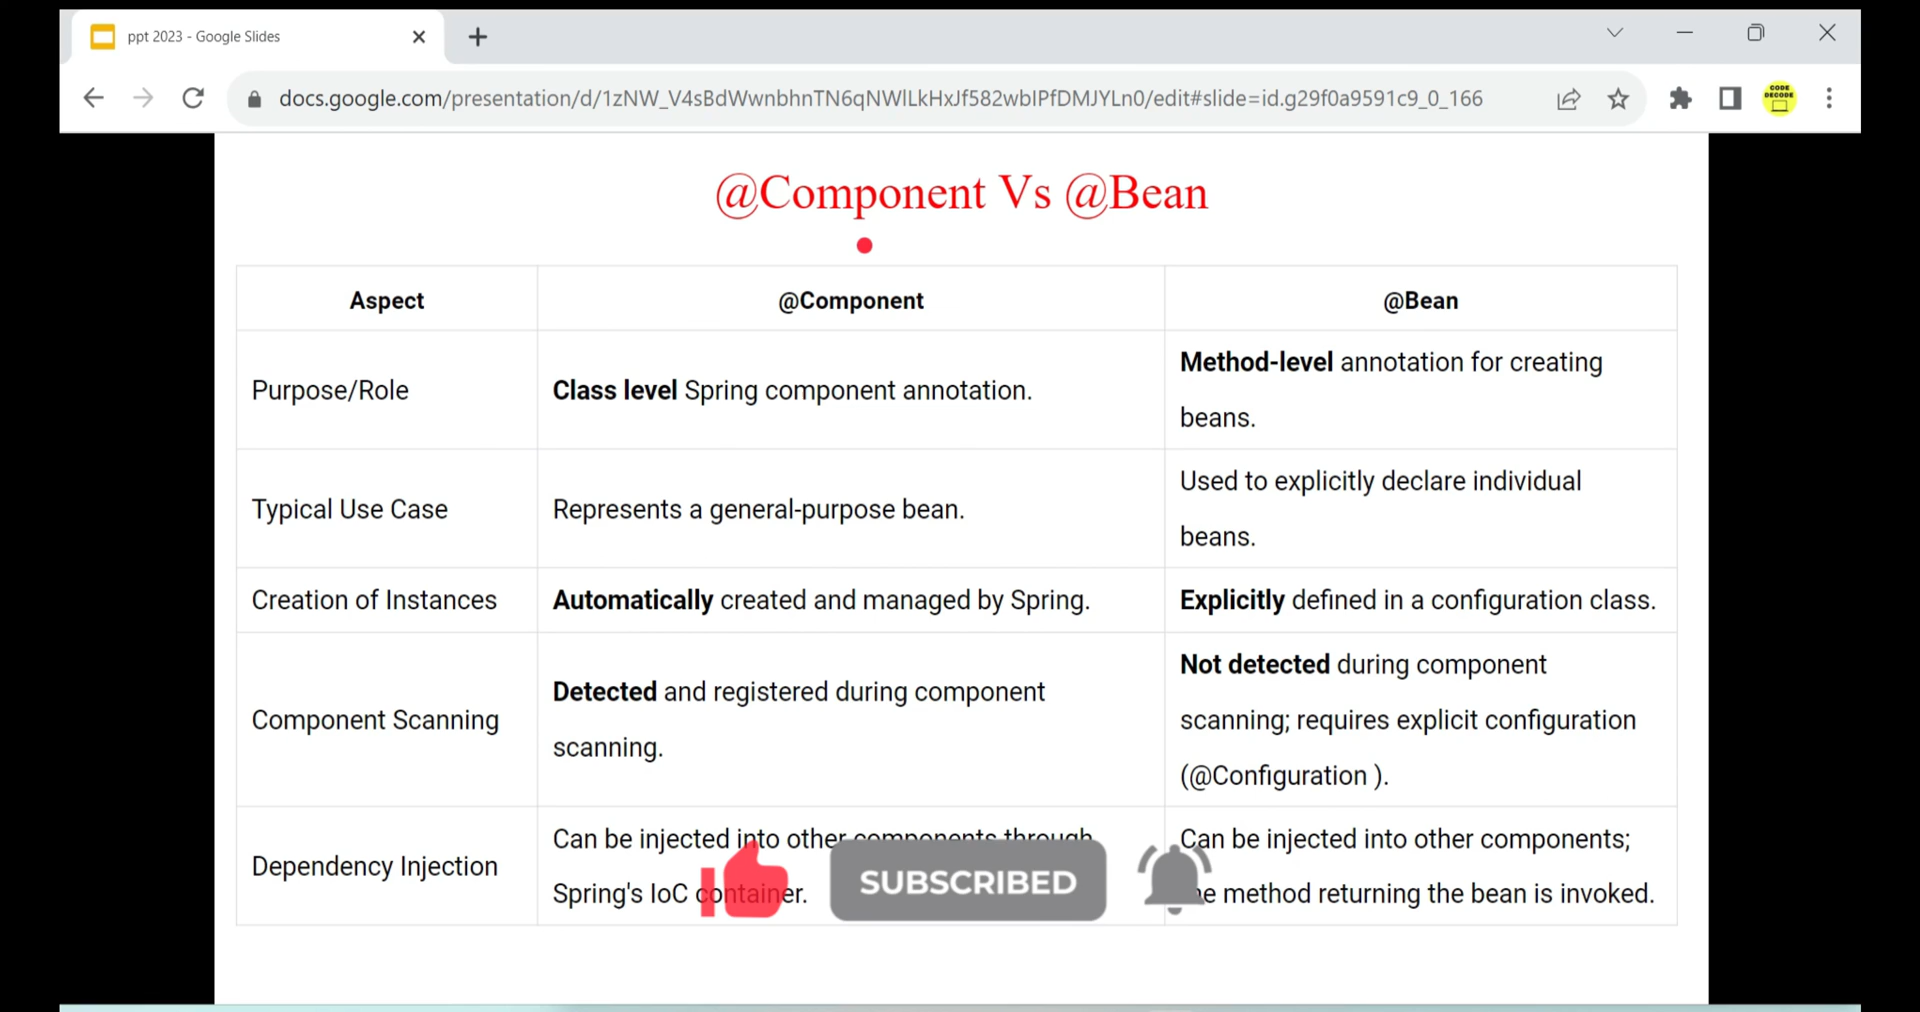 ppt 2023 - Google Slides
docs.google.com/presentation/d/1zNW_V4sBdWwnbhnTN6qNWlLkHxJf582wbIPfDMJYLn0/edit#slide=id.g29f0a9591c9_0_166
CODE
DECODE
@Component Vs @Bean
Aspect @Component @Bean
Purpose/Role
Class level Spring component annotation.
Method-level annotation for creating
beans.
Typical Use Case
Represents a general-purpose bean.
Used to explicitly declare individual
beans.
Creation of Instances
Automatically created and managed by Spring.
Explicitly defined in a configuration class.
Component Scanning
Detected and registered during component
scanning.
Not detected during component
scanning; requires explicit configuration
(@Configuration ).
Dependency Injection
Can be injected into other components through
Spring's IoC container.
Can be injected into other components;
method returning the bean is invoked.
SUBSCRIBED